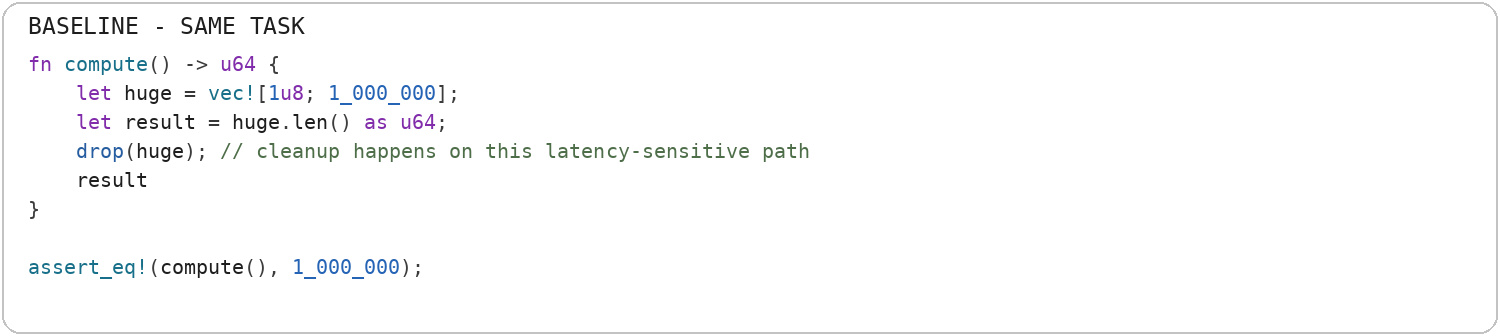 BASELINE - SAME TASK
fn compute() -> u64 {
    let huge = vec![1u8; 1_000_000];
    let result = huge.len() as u64;
    drop(huge); // cleanup happens on this latency-sensitive path
    result
}

assert_eq!(compute(), 1_000_000);